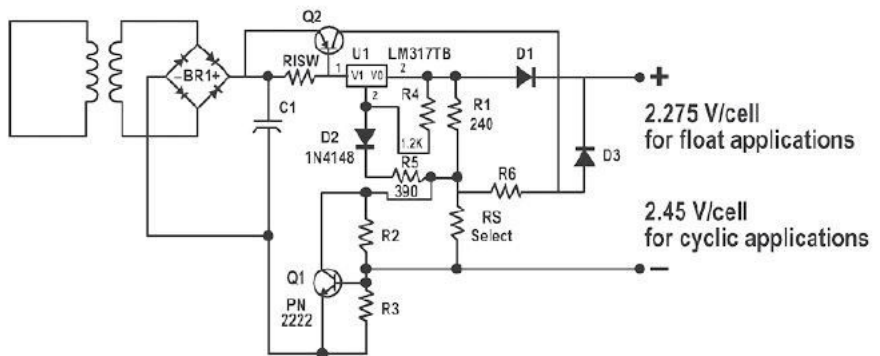 Q2
RISW
U1
LM317TB
D1
-BR1+
1
V1 V0
2
+
2
C1
R4
R1
240
2.275 V/cell
for float applications
D2
1N4148
1.2K
D3
R5
390
R6
RS
Select
2.45 V/cell
for cyclic applications
R2
–
Q1
PN
2222
R3